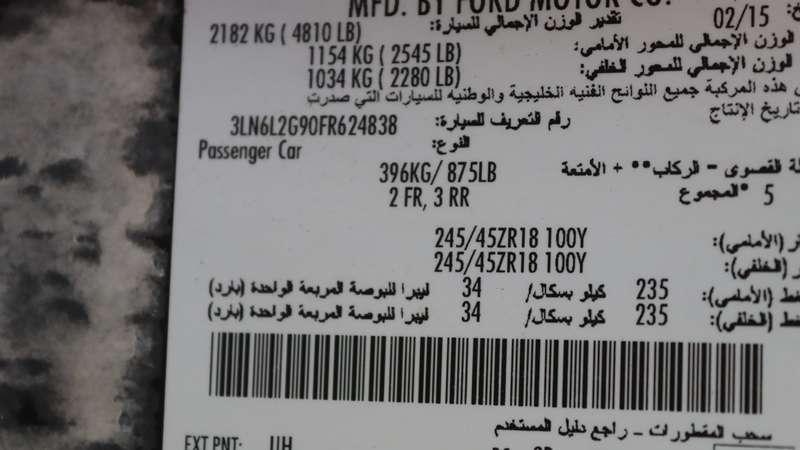 MFD. BY FORD MOTOR CO.
02/15
تقدير الوزن الإجمالي للسيارة: 2182 KG ( 4810 LB)
الوزن الإجمالي للمحور الأمامي: 1154 KG ( 2545 LB)
الوزن الإجمالي للمحور الخلفي: 1034 KG ( 2280 LB)
هذه المركبة جميع اللوائح الفنيه الخليجية والوطنيه للسيارات التي صدرت
تاريخ الإنتاج
رقم التعريف للسيارة: 3LN6L2G90FR624838
النوع: Passenger Car
القصوى - الركاب** + الأمتعة 396KG/ 875LB
5 المجموع* 2 FR, 3 RR
(الأمامي): 245/45ZR18 100Y
(الخلفي): 245/45ZR18 100Y
(الأمامي): 235 كيلو بسكال/ 34 ليبرا للبوصة المربعة الواحدة (بارد)
(الخلفي): 235 كيلو بسكال/ 34 ليبرا للبوصة المربعة الواحدة (بارد)
سحب المقطورات - راجع دليل المستخدم
EXT PNT: UH